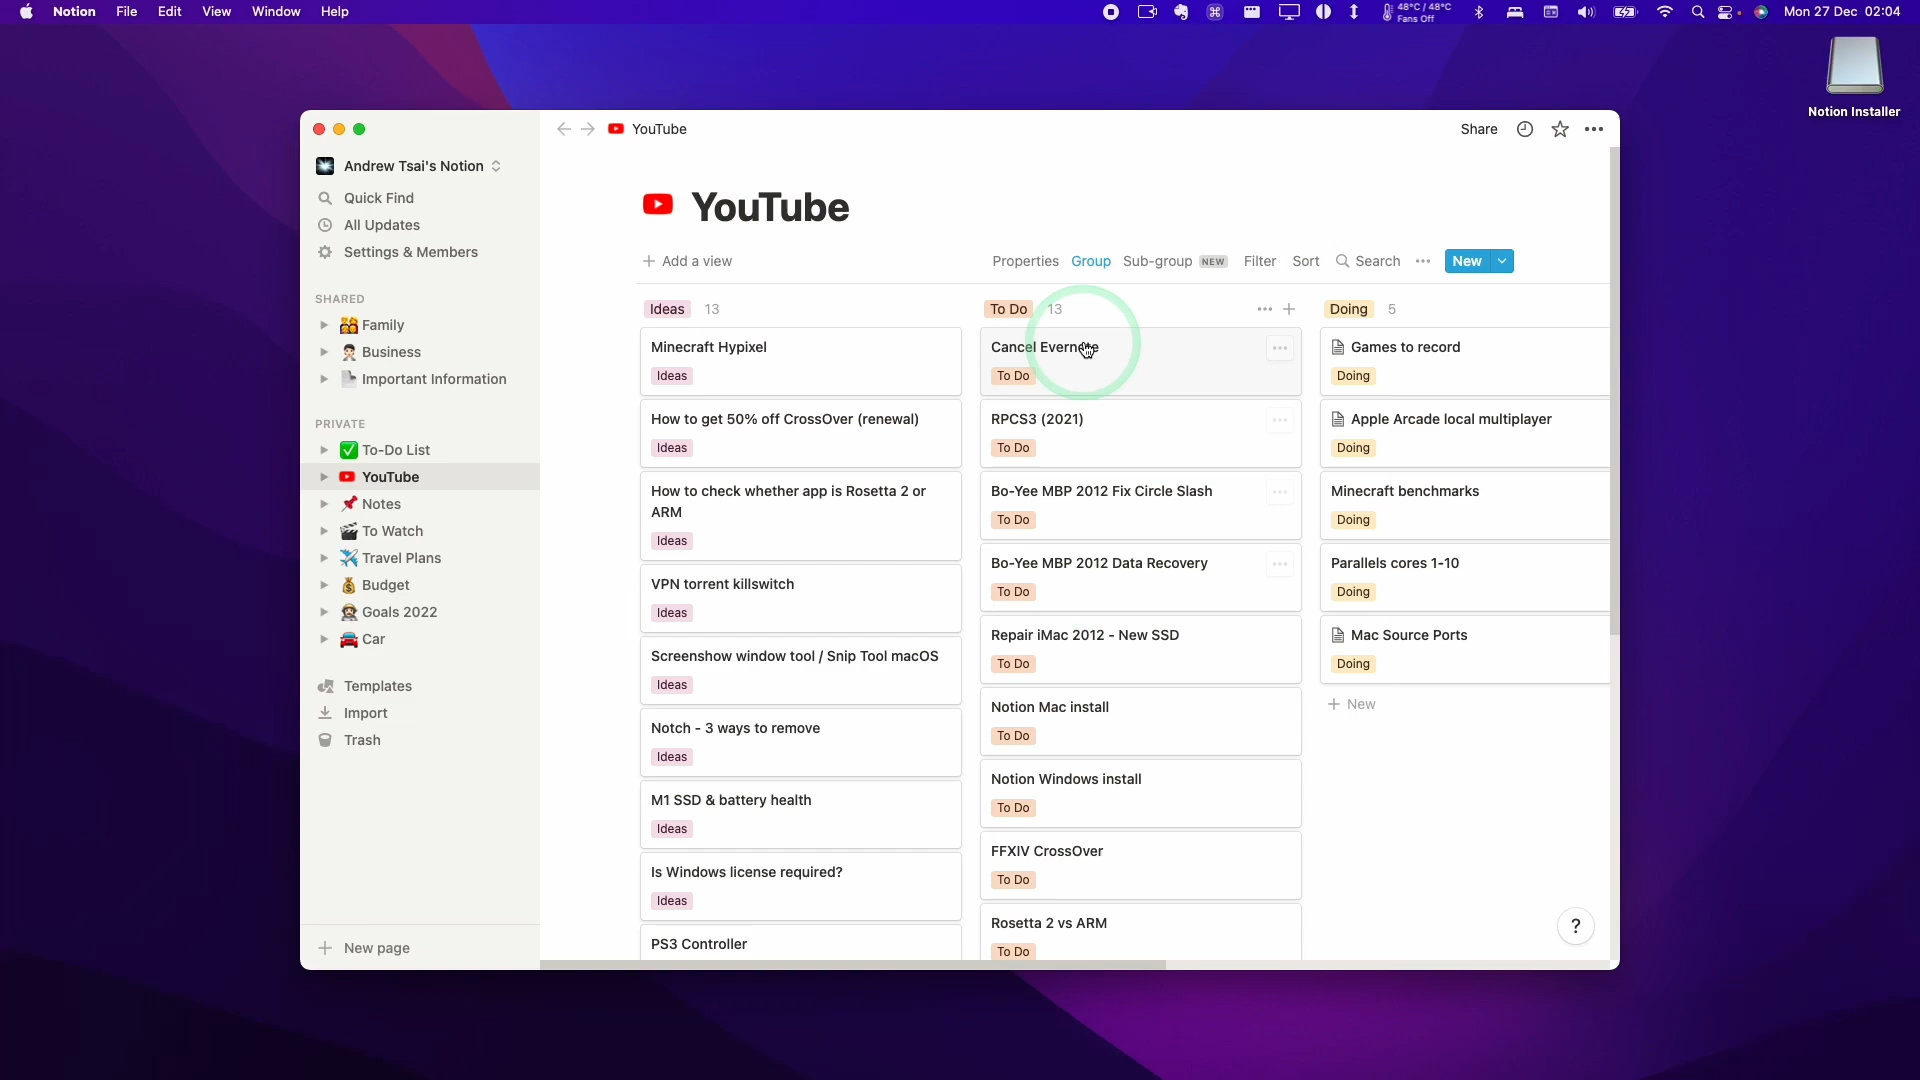 Notion File Edit View Window Help
48°C / 48°C
Fans Off
Mon 27 Dec 02:04
Notion Installer
YouTube
Share
Andrew Tsai's Notion
Quick Find
All Updates
Settings & Members
SHARED
Family
Business
Important Information
PRIVATE
To-Do List
YouTube
Notes
To Watch
Travel Plans
Budget
Goals 2022
Car
Templates
Import
Trash
New page
YouTube
Add a view
Properties Group Sub-group NEW Filter Sort Search New
Ideas 13
Minecraft Hypixel
Ideas
How to get 50% off CrossOver (renewal)
Ideas
How to check whether app is Rosetta 2 or
ARM
Ideas
VPN torrent killswitch
Ideas
Screenshow window tool / Snip Tool macOS
Ideas
Notch - 3 ways to remove
Ideas
M1 SSD & battery health
Ideas
Is Windows license required?
Ideas
PS3 Controller
To Do 13
Cancel Evernote
To Do
RPCS3 (2021)
To Do
Bo-Yee MBP 2012 Fix Circle Slash
To Do
Bo-Yee MBP 2012 Data Recovery
To Do
Repair iMac 2012 - New SSD
To Do
Notion Mac install
To Do
Notion Windows install
To Do
FFXIV CrossOver
To Do
Rosetta 2 vs ARM
To Do
Doing 5
Games to record
Doing
Apple Arcade local multiplayer
Doing
Minecraft benchmarks
Doing
Parallels cores 1-10
Doing
Mac Source Ports
Doing
New
?